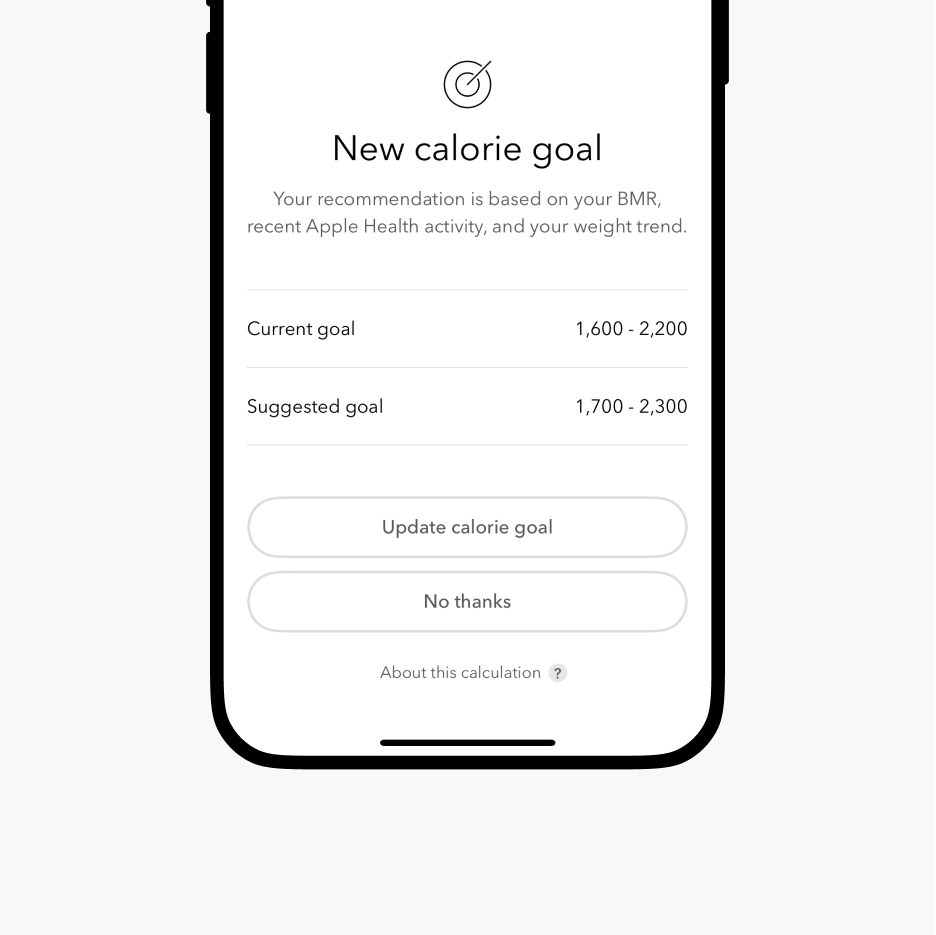 New calorie goal
Your recommendation is based on your BMR,
recent Apple Health activity, and your weight trend.
Current goal 1,600 - 2,200
Suggested goal 1,700 - 2,300
Update calorie goal
No thanks
About this calculation ?